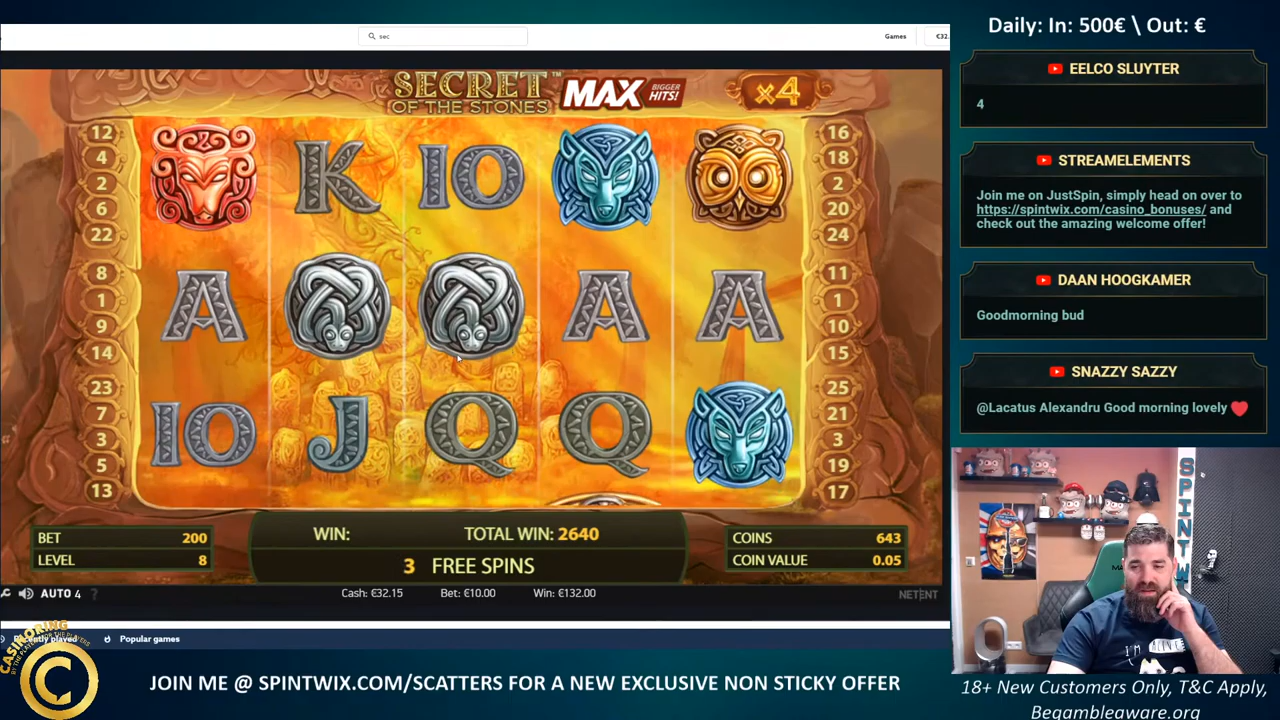 sec
Games
€32.
SECRET™
OF THE STONES
MAX
BIGGER
HITS!
x4
12
4
2
6
22
8
1
9
14
23
7
3
5
13
K
10
A
A
A
10
J
Q
Q
16
18
2
20
24
11
1
10
15
25
21
3
19
17
BET 200
LEVEL 8
WIN:
TOTAL WIN: 2640
3 FREE SPINS
COINS 643
COIN VALUE 0.05
AUTO 4 ?
Cash: €32.15 Bet: €10.00 Win: €132.00
NETENT
Recently played
Popular games
CASINORING
C
JOIN ME @ SPINTWIX.COM/SCATTERS FOR A NEW EXCLUSIVE NON STICKY OFFER
Daily: In: 500€ \ Out: €
EELCO SLUYTER
4
STREAMELEMENTS
Join me on JustSpin, simply head on over to
https://spintwix.com/casino_bonuses/ and
check out the amazing welcome offer!
DAAN HOOGKAMER
Goodmorning bud
SNAZZY SAZZY
@Lacatus Alexandru Good morning lovely ❤️
18+ New Customers Only, T&C Apply,
Begambleaware.org